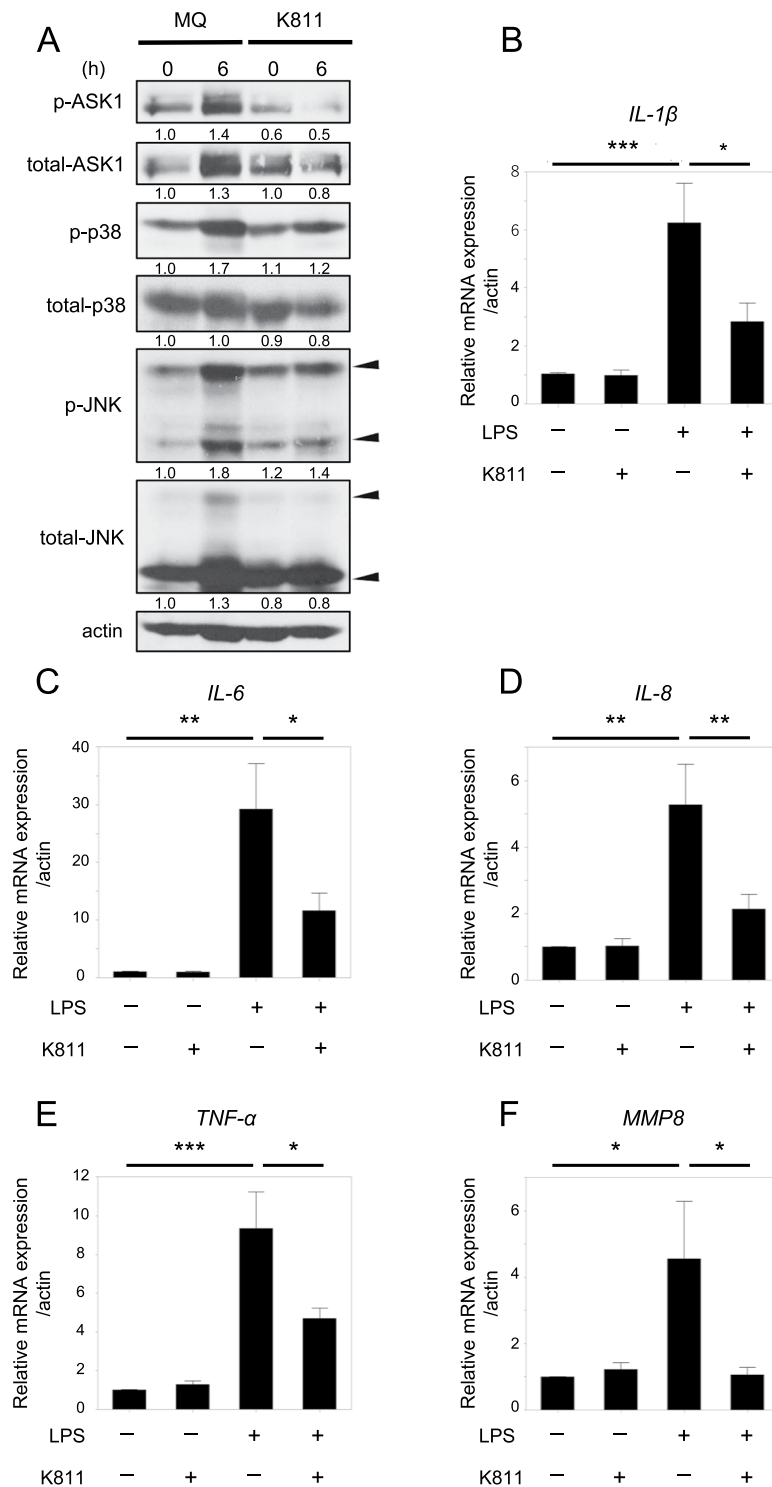 A
MQ K811
(h) 0 6 0 6
p-ASK1
1.0 1.4 0.6 0.5
total-ASK1
1.0 1.3 1.0 0.8
p-p38
1.0 1.7 1.1 1.2
total-p38
1.0 1.0 0.9 0.8
p-JNK
1.0 1.8 1.2 1.4
total-JNK
1.0 1.3 0.8 0.8
actin
B
IL-1β
*** *
Relative mRNA expression
/actin
8
6
4
2
0
LPS − − + +
K811 − + − +
C
IL-6
** *
Relative mRNA expression
/actin
40
30
20
10
0
LPS − − + +
K811 − + − +
D
IL-8
** **
Relative mRNA expression
/actin
6
4
2
0
LPS − − + +
K811 − + − +
E
TNF-α
*** *
Relative mRNA expression
/actin
12
10
8
6
4
2
0
LPS − − + +
K811 − + − +
F
MMP8
* *
Relative mRNA expression
/actin
6
4
2
0
LPS − − + +
K811 − + − +